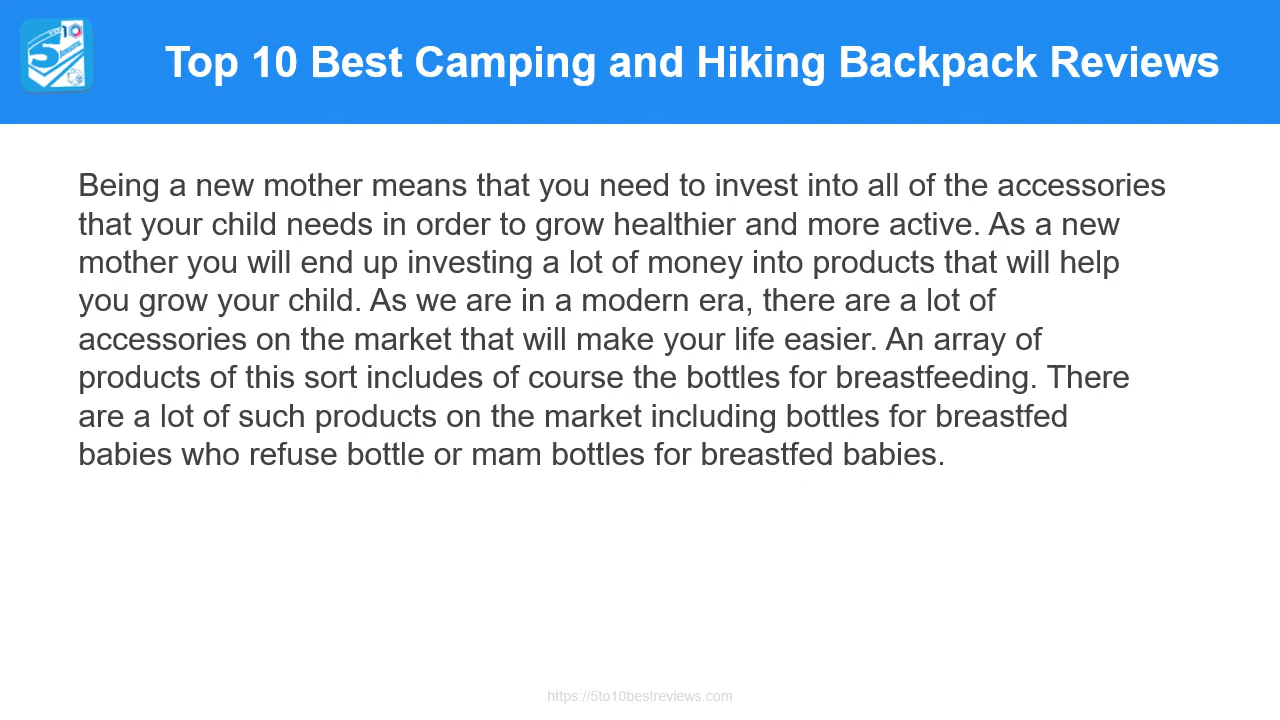 5
10
Top 10 Best Camping and Hiking Backpack Reviews
Being a new mother means that you need to invest into all of the accessories
that your child needs in order to grow healthier and more active. As a new
mother you will end up investing a lot of money into products that will help
you grow your child. As we are in a modern era, there are a lot of
accessories on the market that will make your life easier. An array of
products of this sort includes of course the bottles for breastfeeding. There
are a lot of such products on the market including bottles for breastfed
babies who refuse bottle or mam bottles for breastfed babies.
https://5to10bestreviews.com